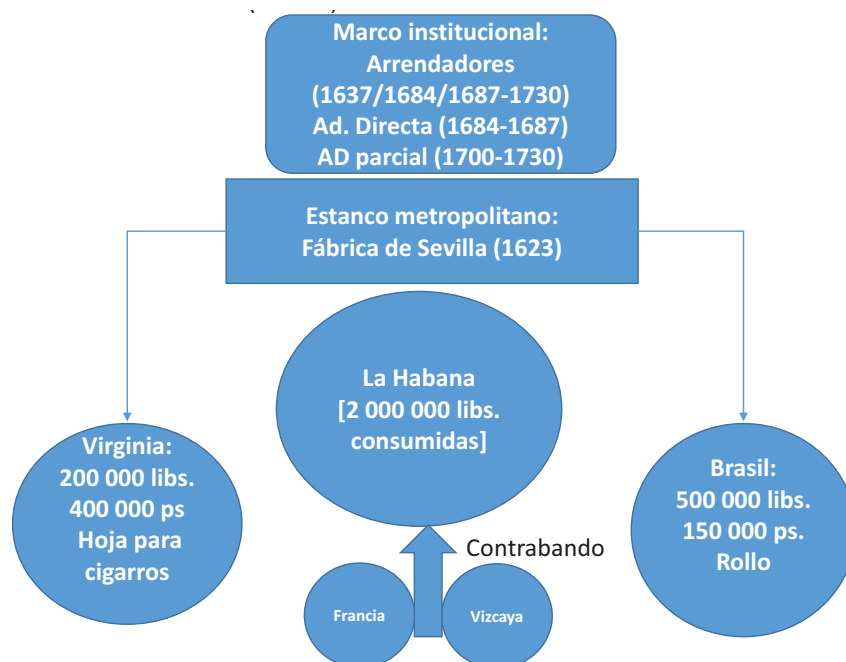 Marco institucional:
Arrendadores
(1637/1684/1687-1730)
Ad. Directa (1684-1687)
AD parcial (1700-1730)
Estanco metropolitano:
Fábrica de Sevilla (1623)
La Habana
[2 000 000 libs.
consumidas]
Virginia:
200 000 libs.
400 000 ps
Hoja para
cigarros
Brasil:
500 000 libs.
150 000 ps.
Rollo
Contrabando
Francia
Vizcaya